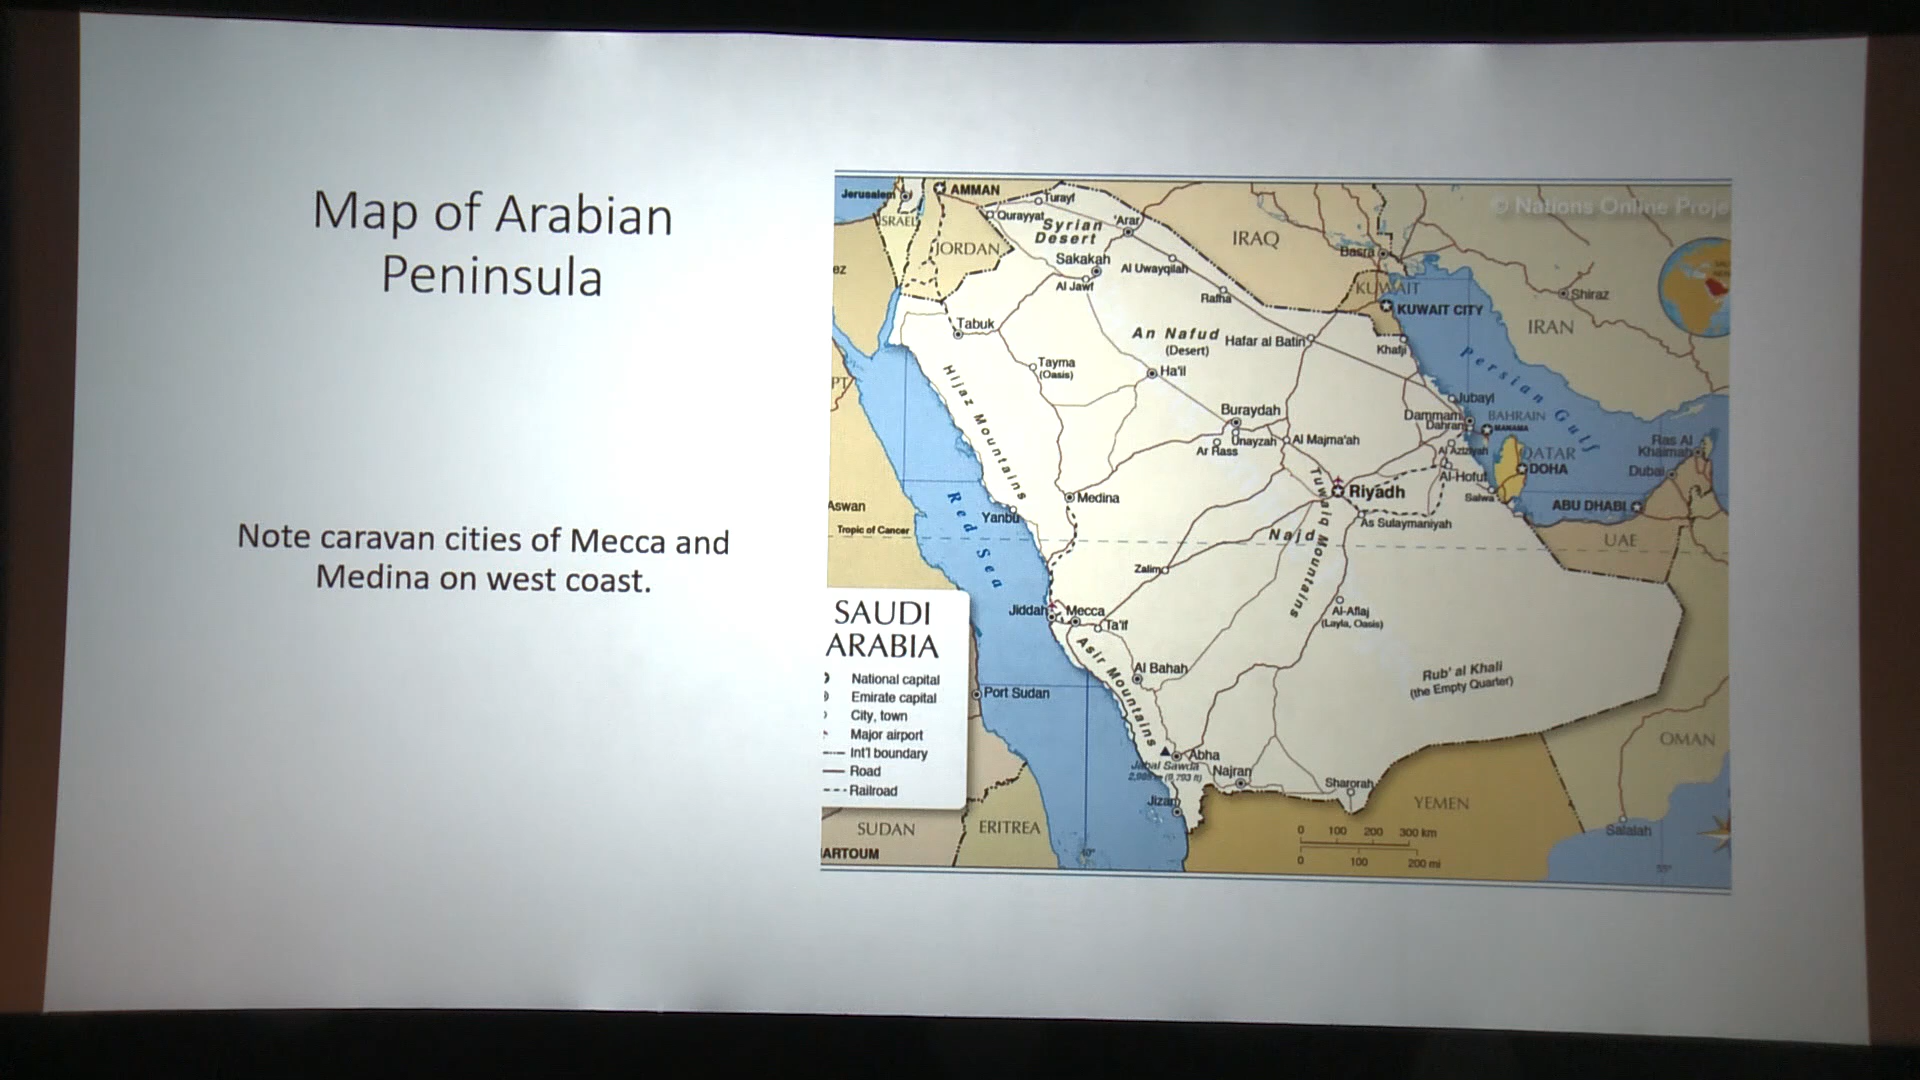 Map of Arabian
Peninsula
Note caravan cities of Mecca and
Medina on west coast.
© Nations Online Proje
Jerusalem
AMMAN
ISRAEL
JORDAN
Turayf
Qurayyat
Syrian
Desert
'Arar
IRAQ
Basra
Sakakah
Al Jawf
Al Uwayqilah
Rafha
KUWAIT
KUWAIT CITY
Shiraz
IRAN
ez
Tabuk
An Nafud
(Desert)
Hafar al Batin
Khafji
Persian Gulf
PT
Tayma
(Oasis)
Ha'il
Hijaz Mountains
Buraydah
Unayzah
Ar Rass
Al Majma'ah
Jubayl
Dammam
Dahran
BAHRAIN
MANAMA
Al Aziziyah
QATAR
DOHA
Ras Al
Khaimah
Dubai
Al-Hofuf
Salwa
ABU DHABI
UAE
Aswan
Tropic of Cancer
Red Sea
Yanbu
Medina
Tuwaiq Mountains
Riyadh
As Sulaymaniyah
Najd
Zalim
Jiddah
Mecca
Ta'if
Al-Aflaj
(Layla, Oasis)
Asir Mountains
Al Bahah
Rub' al Khali
(the Empty Quarter)
Port Sudan
OMAN
Abha
Jabal Sawda
Najran
Sharorah
Jizan
YEMEN
Salalah
SAUDI
ARABIA
National capital
Emirate capital
City, town
Major airport
Int'l boundary
Road
Railroad
SUDAN
ERITREA
ARTOUM
40°
0 100 200 300 km
0 100 200 mi